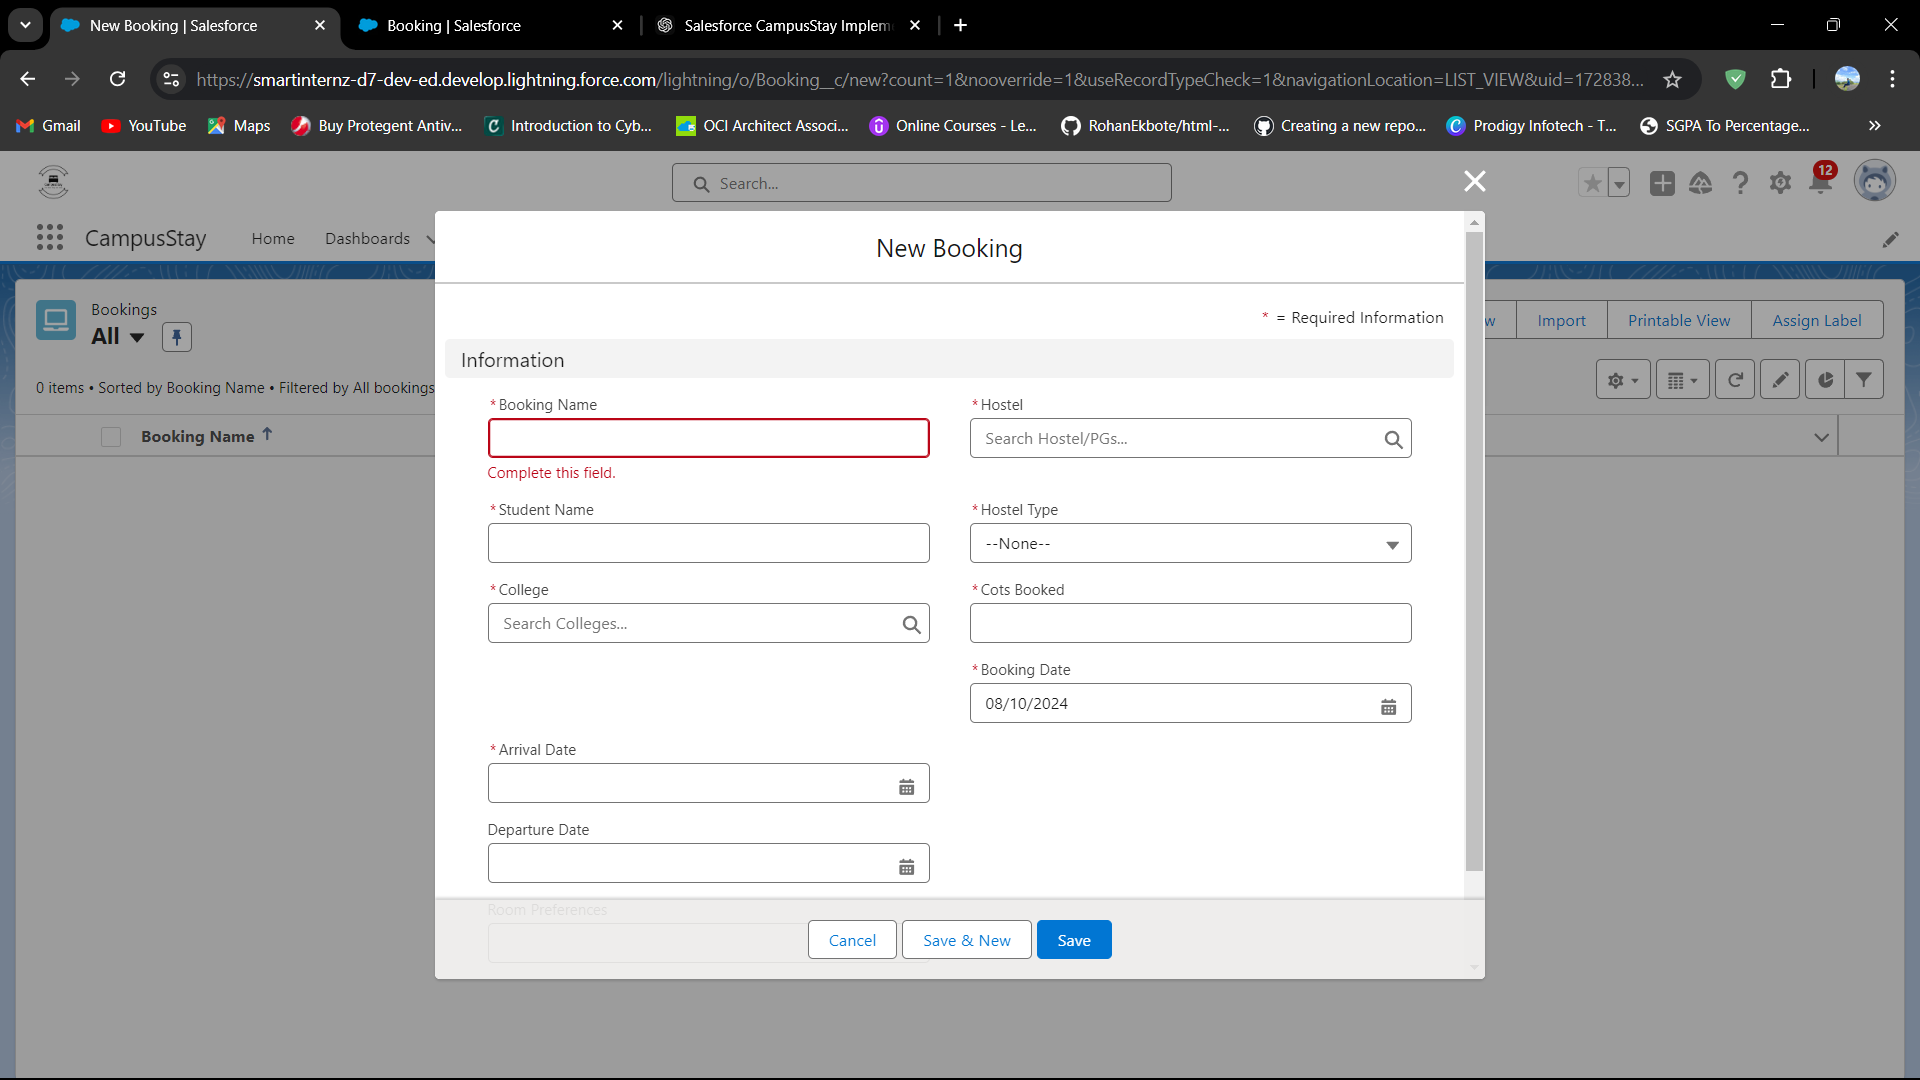 New Booking | Salesforce
Booking | Salesforce
Salesforce CampusStay Implem
https://smartinternz-d7-dev-ed.develop.lightning.force.com/lightning/o/Booking__c/new?count=1&nooverride=1&useRecordTypeCheck=1&navigationLocation=LIST_VIEW&uid=172838...
Gmail YouTube Maps Buy Protegent Antiv... Introduction to Cyb... OCI Architect Associ... Online Courses - Le... RohanEkbote/html-... Creating a new repo... Prodigy Infotech - T... SGPA To Percentage... »
Search...
12
CampusStay Home Dashboards
New Booking
* = Required Information
Bookings
All
w Import Printable View Assign Label
Information
0 items • Sorted by Booking Name • Filtered by All bookings
Booking Name
*Booking Name
*Hostel
Search Hostel/PGs...
Complete this field.
*Student Name
*Hostel Type
--None--
*College
*Cots Booked
Search Colleges...
*Booking Date
08/10/2024
*Arrival Date
Departure Date
Room Preferences
Cancel Save & New Save